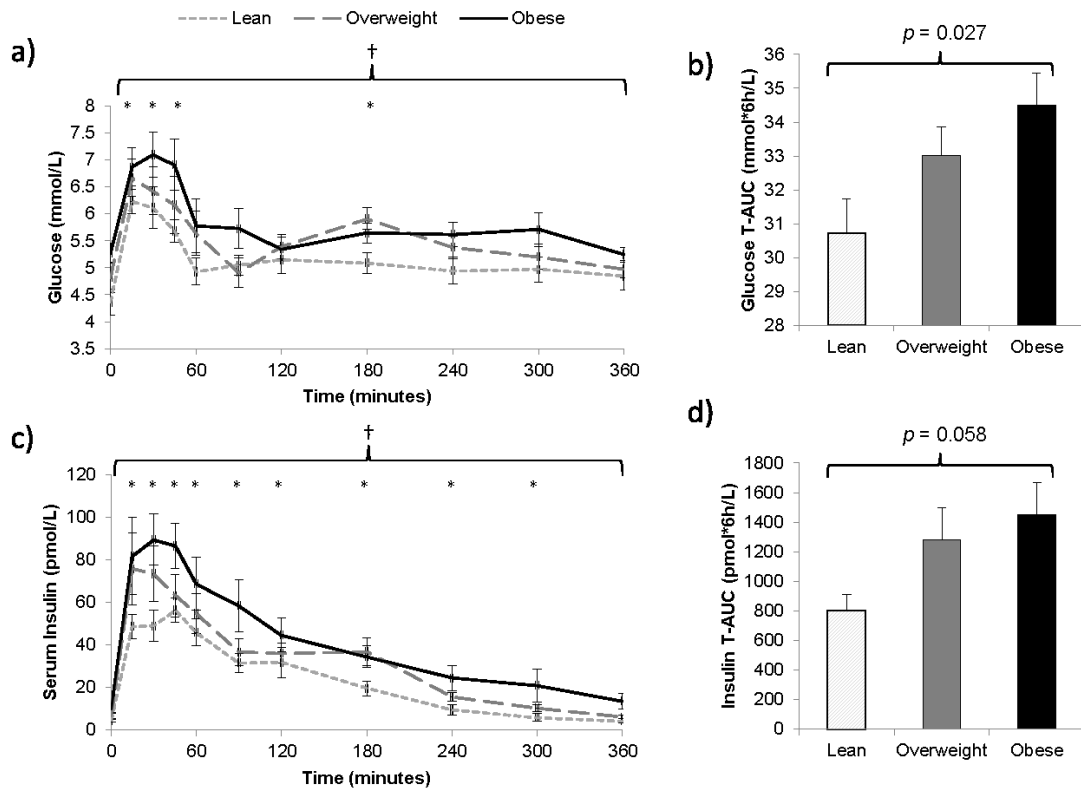 Lean Overweight Obese
a)
†
* * * *
8
7.5
7
6.5
6
5.5
5
4.5
4
3.5
Glucose (mmol/L)
0 60 120 180 240 300 360
Time (minutes)
b)
p = 0.027
36
35
34
33
32
31
30
29
28
Glucose T-AUC (mmol*6h/L)
Lean Overweight Obese
c)
†
* * * * * * * * *
120
100
80
60
40
20
0
Serum Insulin (pmol/L)
0 60 120 180 240 300 360
Time (minutes)
d)
p = 0.058
1800
1600
1400
1200
1000
800
600
400
200
0
Insulin T-AUC (pmol*6h/L)
Lean Overweight Obese